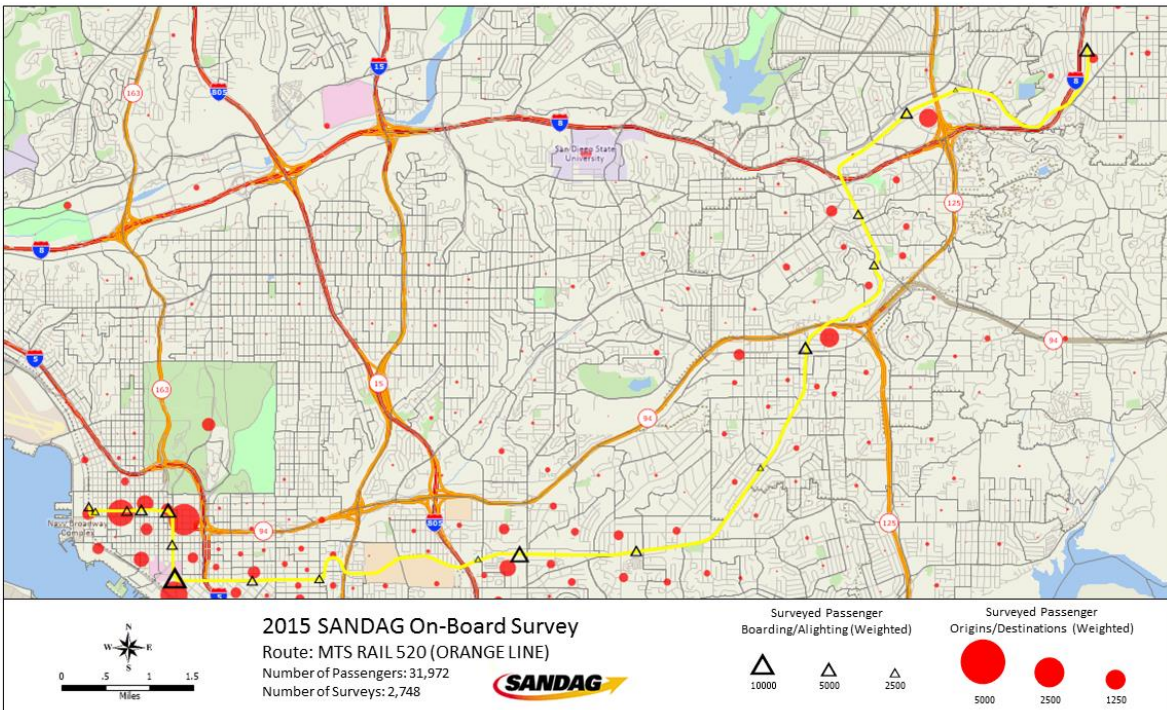 163
805
15
8
8
San Diego State
University
125
8
5
163
15
94
94
94
Navy Broadway
Complex
94
805
125
5
N
W E
S
0 .5 1 1.5
Miles
2015 SANDAG On-Board Survey
Route: MTS RAIL 520 (ORANGE LINE)
Number of Passengers: 31,972
Number of Surveys: 2,748
SANDAG
Surveyed Passenger
Boarding/Alighting (Weighted)
10000 5000 2500
Surveyed Passenger
Origins/Destinations (Weighted)
5000 2500 1250